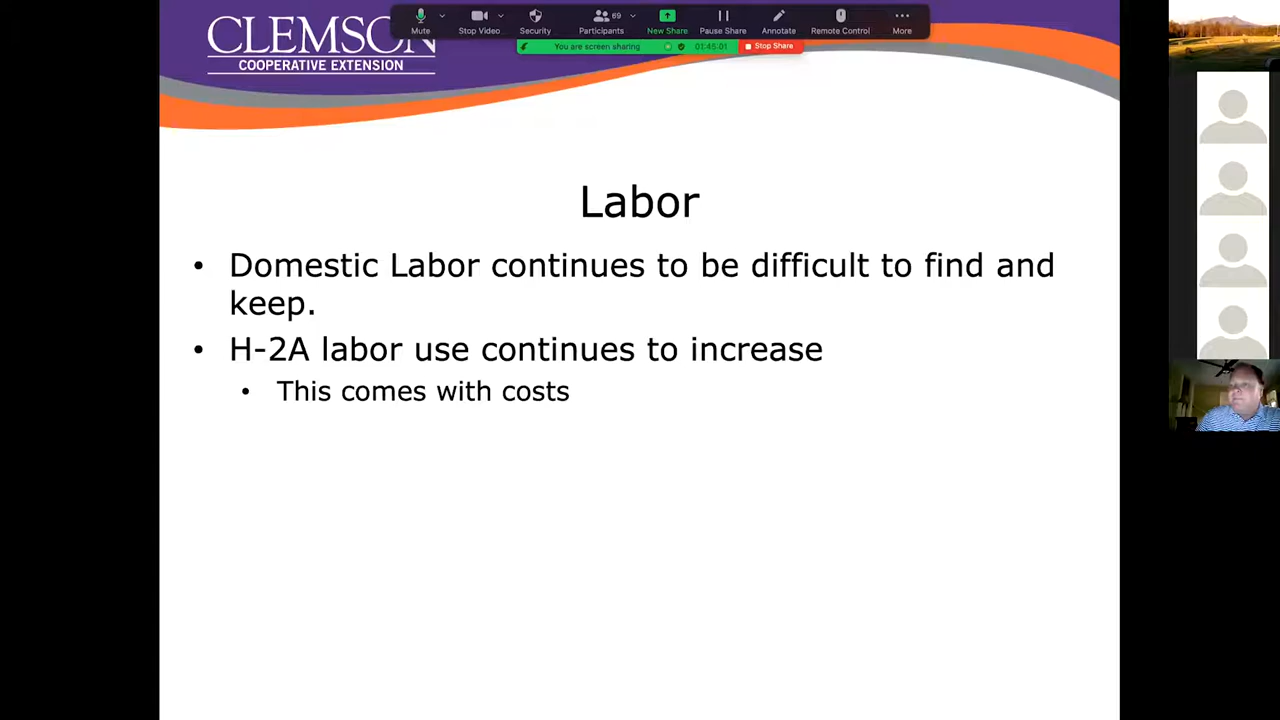 CLEMSON
COOPERATIVE EXTENSION
Mute
Stop Video
Security
69
Participants
New Share
Pause Share
Annotate
Remote Control
More
You are screen sharing
01:45:01
Stop Share
Labor
• Domestic Labor continues to be difficult to find and
keep.
• H-2A labor use continues to increase
• This comes with costs